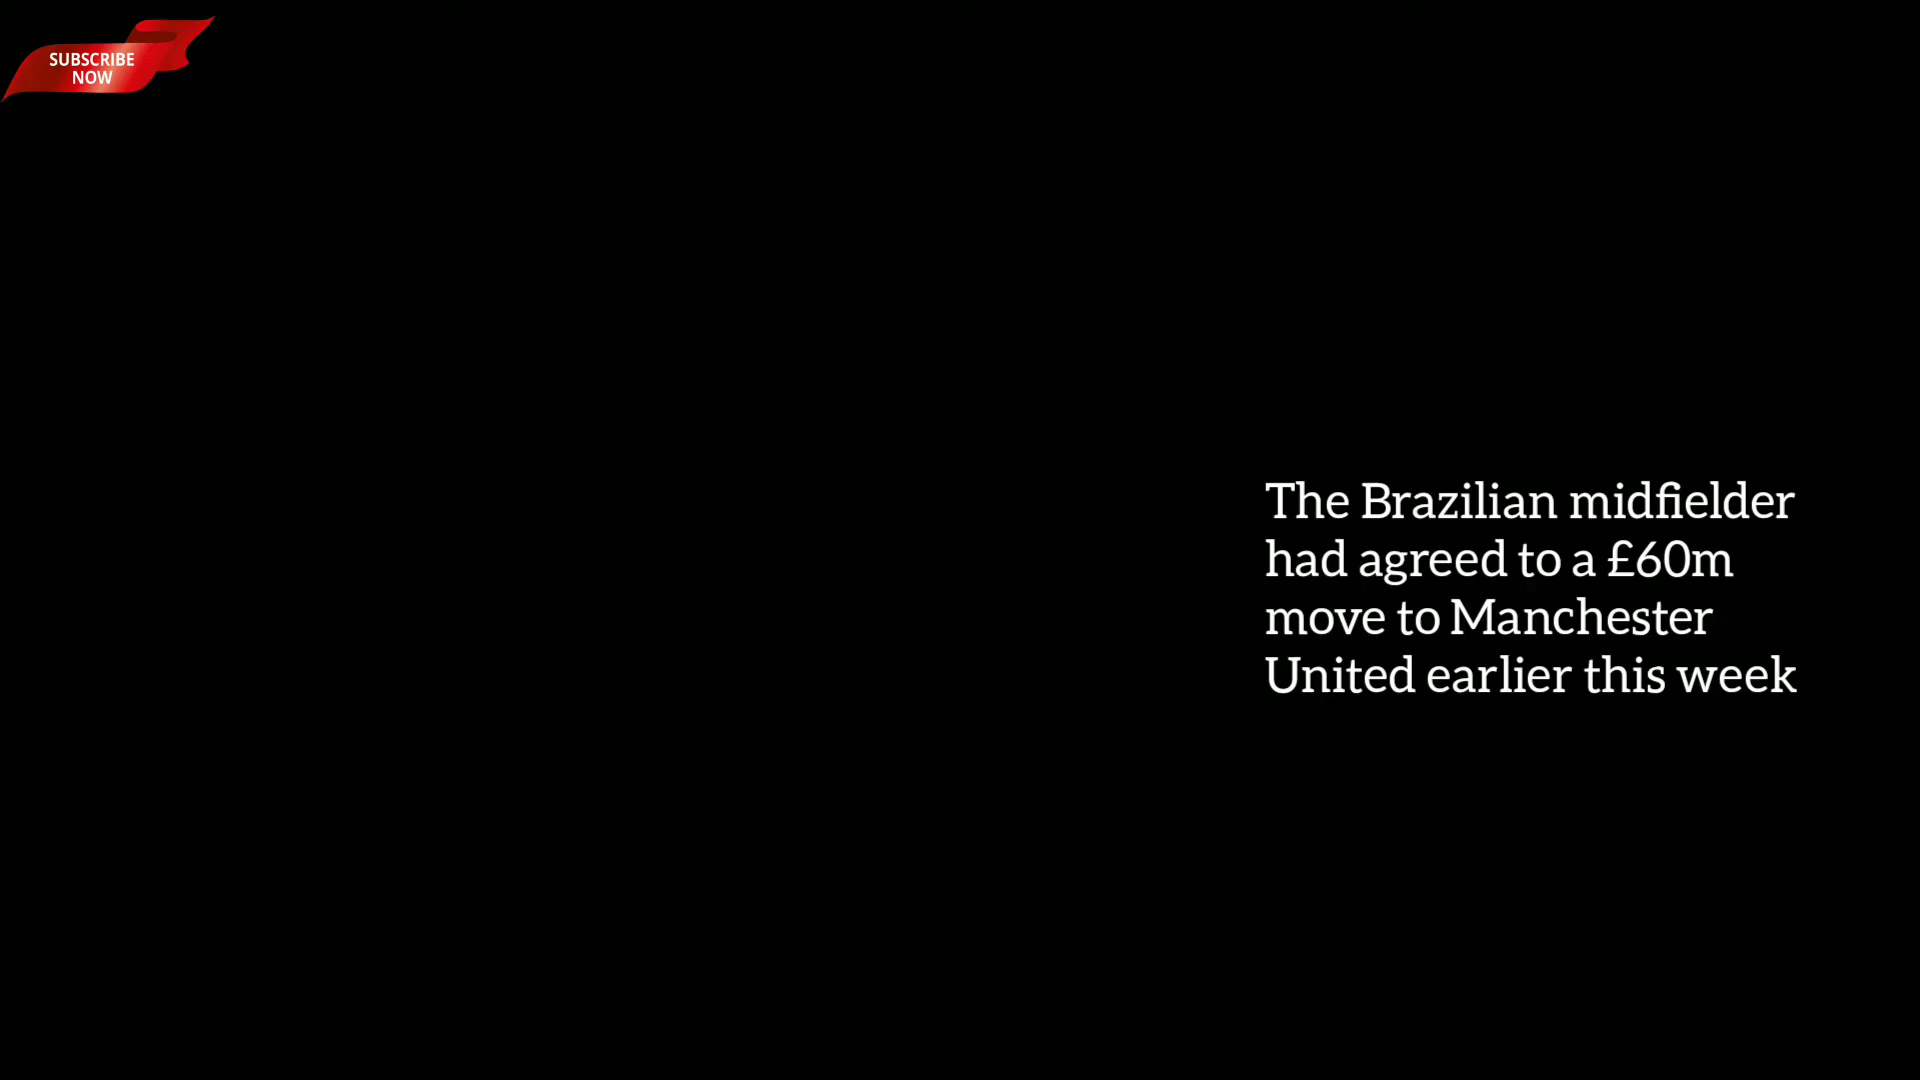 SUBSCRIBE
NOW
The Brazilian midfielder
had agreed to a £60m
move to Manchester
United earlier this week